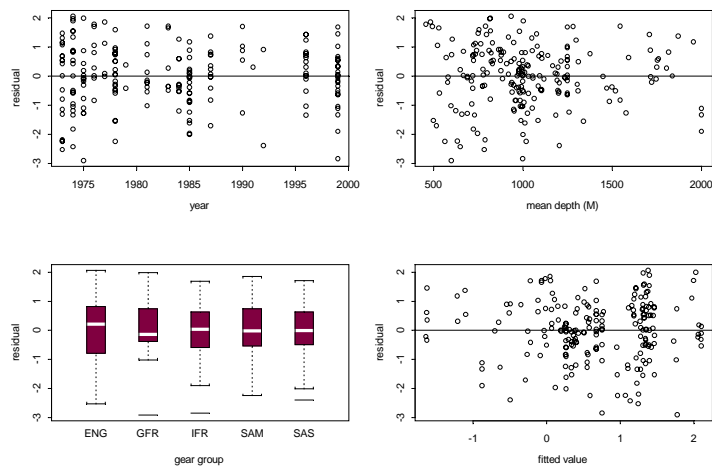 2
1
0
-1
-2
-3
residual
1975
1980
1985
1990
1995
2000
year
2
1
0
-1
-2
-3
residual
500
1000
1500
2000
mean depth (M)
2
1
0
-1
-2
-3
residual
ENG
GFR
IFR
SAM
SAS
gear group
2
1
0
-1
-2
-3
residual
-1
0
1
2
fitted value